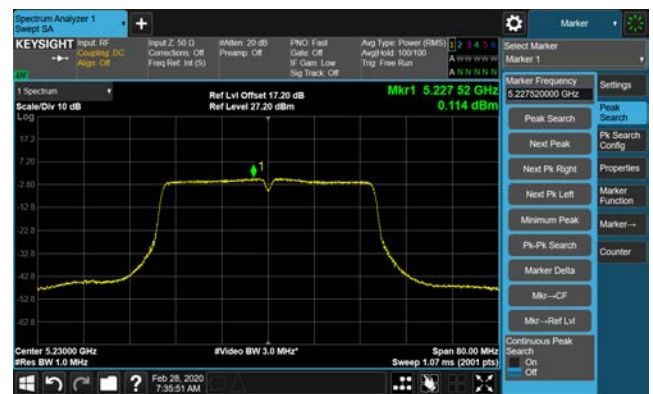 Spectrum Analyzer 1
Swept SA
Marker
KEYSIGHT
Input: RF
Coupling: DC
Align: Off
Input Z: 50 Ω
Corrections: Off
Freq Ref: Int (S)
#Atten: 20 dB
Preamp: Off
PNO: Fast
Gate: Off
IF Gain: Low
Sig Track: Off
Avg Type: Power (RMS)
Avg|Hold: 100/100
Trig: Free Run
1 2 3 4 5 6
A W W W W W
A N N N N N
Select Marker
Marker 1
1 Spectrum
Scale/Div 10 dB
Log
Ref Lvl Offset 17.20 dB
Ref Level 27.20 dBm
Mkr1 5.227 52 GHz
0.114 dBm
17.2
7.20
-2.80
-12.8
-22.8
-32.8
-42.8
-52.8
-62.8
1
Center 5.23000 GHz
#Res BW 1.0 MHz
#Video BW 3.0 MHz*
Span 80.00 MHz
Sweep 1.07 ms (2001 pts)
Marker Frequency
5.227520000 GHz
Peak Search
Next Peak
Next Pk Right
Next Pk Left
Minimum Peak
Pk-Pk Search
Marker Delta
Mkr→CF
Mkr→Ref Lvl
Continuous Peak
Search
On
Off
Settings
Peak
Search
Pk Search
Config
Properties
Marker
Function
Marker→
Counter
?
Feb 28, 2020
7:35:51 AM